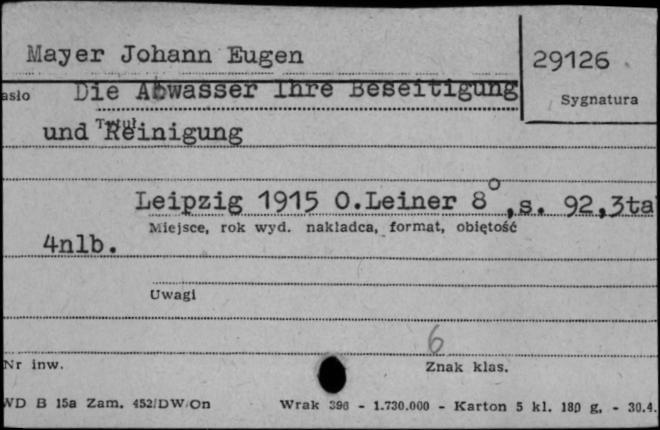 Mayer Johann Eugen
29126
asło Die Abwasser Ihre Beseitigung
Sygnatura
und Reinigung
Tytuł
Leipzig 1915 O.Leiner 8°, s. 92,3ta
Miejsce, rok wyd. nakładca, format, objętość
4nlb.
Uwagi
6
Nr inw.
Znak klas.
WD B 15a Zam. 452/DW/On Wrak 396 - 1.730.000 - Karton 5 kl. 180 g. - 30.4.